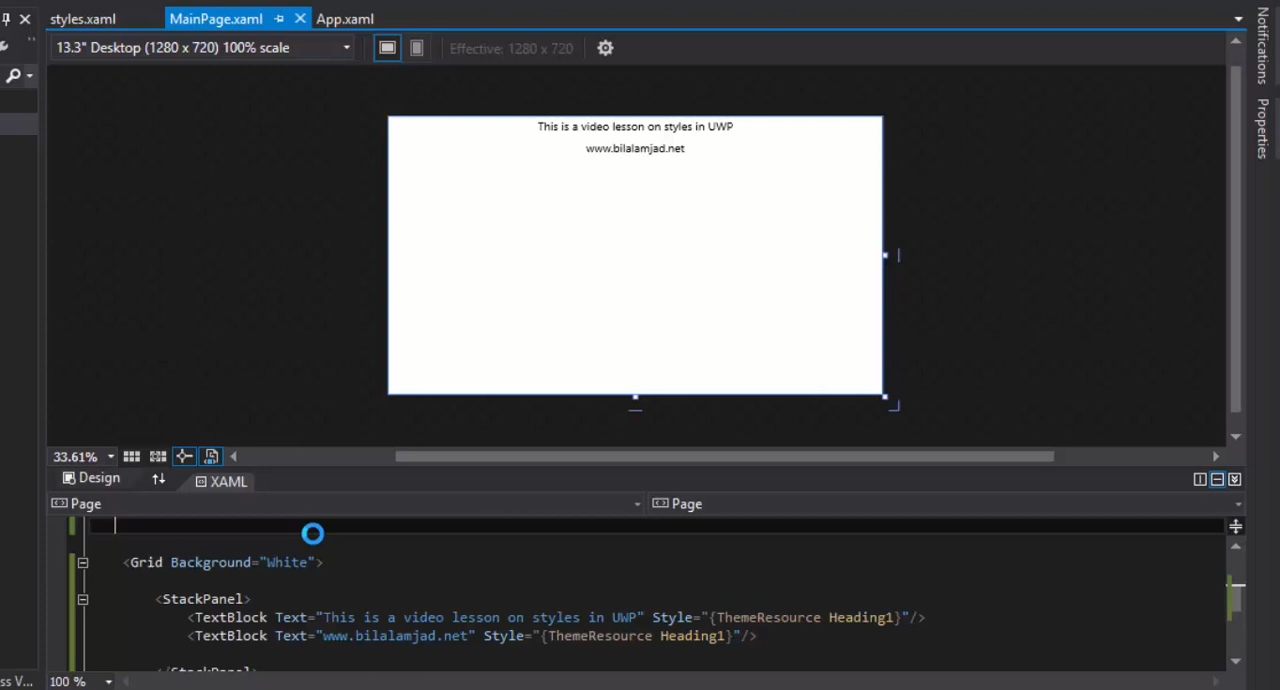 styles.xaml
MainPage.xaml
App.xaml
13.3" Desktop (1280 x 720) 100% scale
Effective: 1280 x 720
Notifications
Properties
This is a video lesson on styles in UWP
www.bilalamjad.net
33.61%
Design
XAML
Page
Page
<Grid Background="White">
<StackPanel>
<TextBlock Text="This is a video lesson on styles in UWP" Style="{ThemeResource Heading1}"/>
<TextBlock Text="www.bilalamjad.net" Style="{ThemeResource Heading1}"/>
</StackPanel>
ss V...
100 %